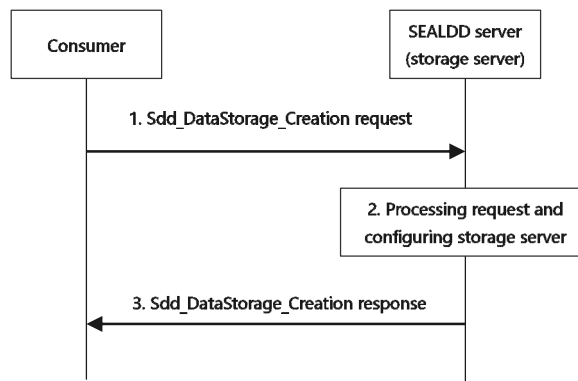 Consumer
SEALDD server
(storage server)
1. Sdd_DataStorage_Creation request
2. Processing request and
configuring storage server
3. Sdd_DataStorage_Creation response